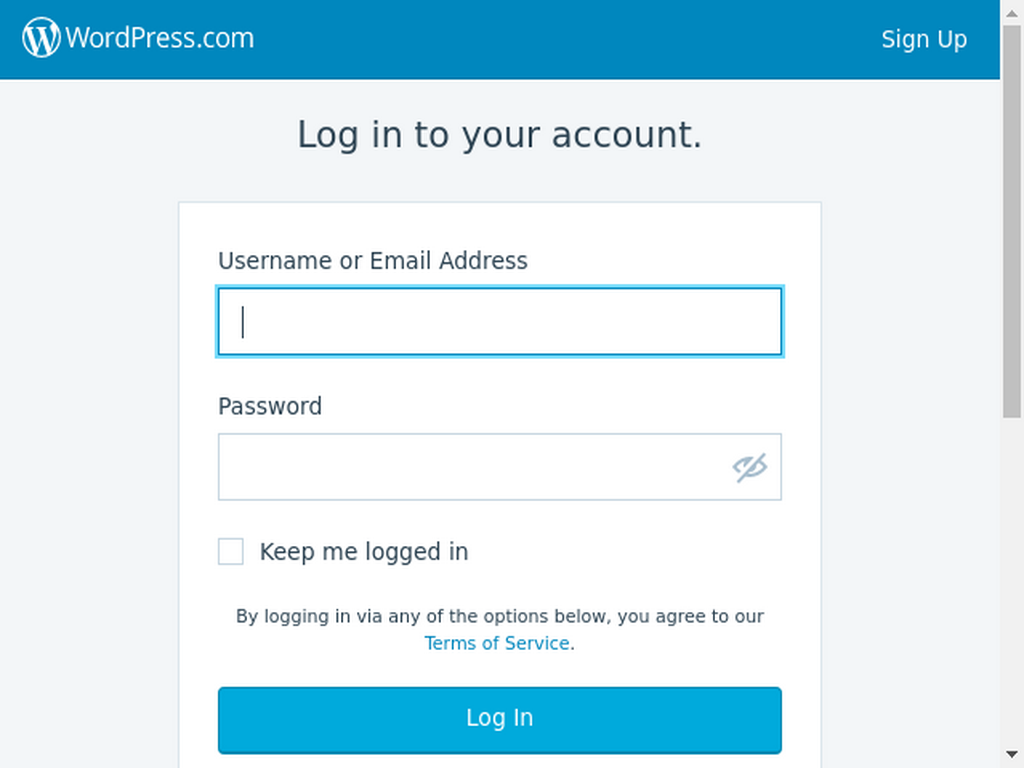 WordPress.com
Sign Up
Log in to your account.
Username or Email Address
Password
Keep me logged in
By logging in via any of the options below, you agree to our
Terms of Service.
Log In